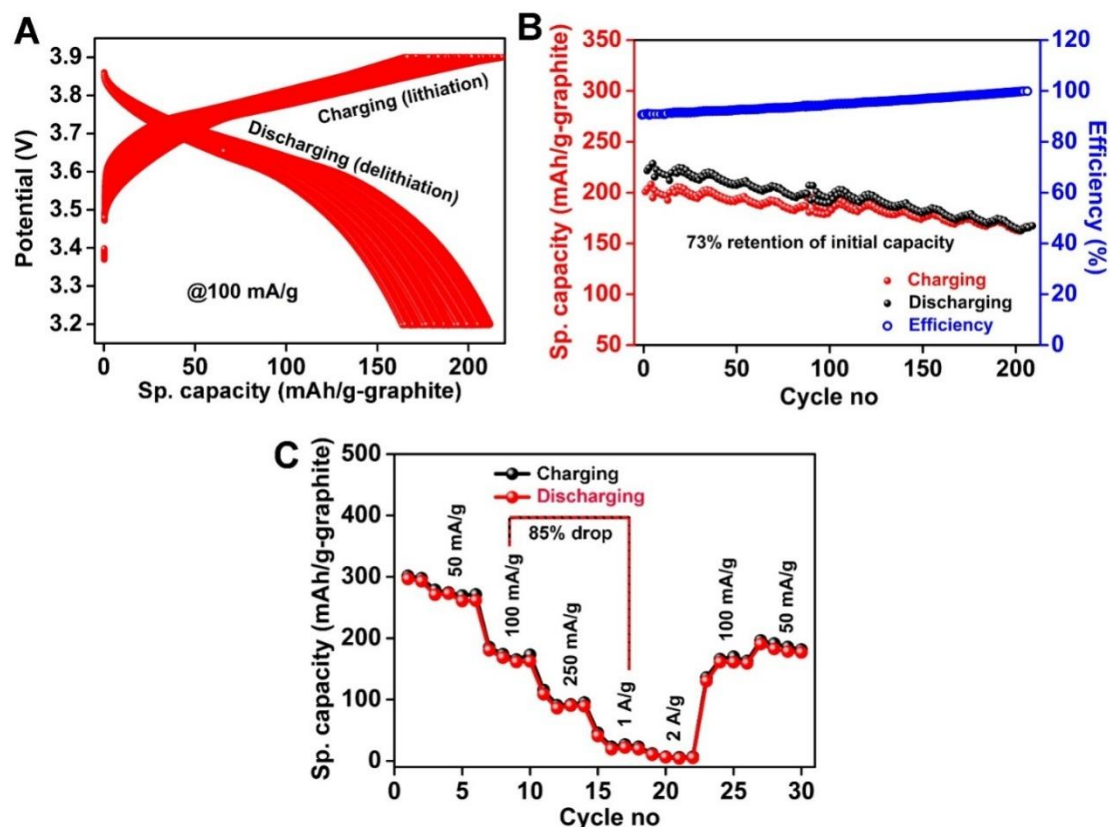 A
Potential (V)
3.9
3.8
3.7
3.6
3.5
3.4
3.3
3.2
Charging (lithiation)
Discharging (delithiation)
@100 mA/g
0 50 100 150 200
Sp. capacity (mAh/g-graphite)
B
Sp. capacity (mAh/g-graphite)
350
300
250
200
150
100
50
120
100
80
60
40
20
0
Efficiency (%)
73% retention of initial capacity
Charging
Discharging
Efficiency
0 50 100 150 200
Cycle no
C
Sp. capacity (mAh/g-graphite)
500
400
300
200
100
0
Charging
Discharging
85% drop
50 mA/g
100 mA/g
250 mA/g
1 A/g
2 A/g
100 mA/g
50 mA/g
0 5 10 15 20 25 30
Cycle no